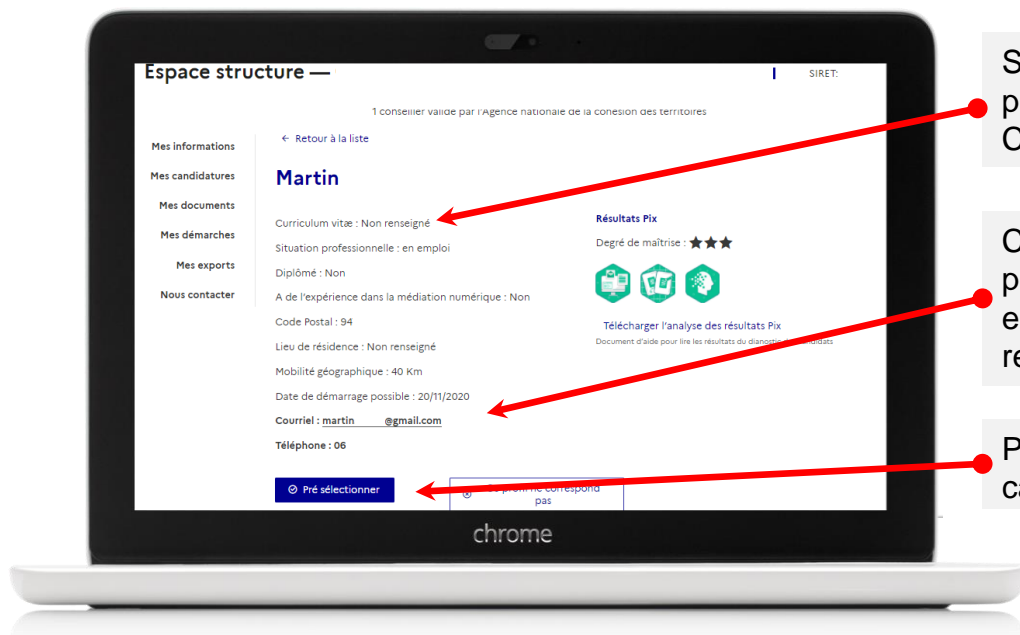 Espace structure —
SIRET:
1 conseiller validé par l'Agence nationale de la cohésion des territoires
← Retour à la liste
Mes informations
Mes candidatures
Mes documents
Mes démarches
Mes exports
Nous contacter
Martin
Curriculum vitæ : Non renseigné
Situation professionnelle : en emploi
Diplômé : Non
A de l'expérience dans la médiation numérique : Non
Code Postal : 94
Lieu de résidence : Non renseigné
Mobilité géographique : 40 Km
Date de démarrage possible : 20/11/2020
Courriel : martin @gmail.com
Téléphone : 06
Résultats Pix
Degré de maîtrise : ★★★
Télécharger l'analyse des résultats Pix
Document d'aide pour lire les résultats du dianostic
Pré sélectionner
profil ne correspond
pas
chrome